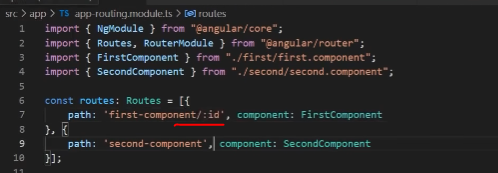 src > app > TS app-routing.module.ts > routes
1 import { NgModule } from "@angular/core";
2 import { Routes, RouterModule } from "@angular/router";
3 import { FirstComponent } from "./first/first.component";
4 import { SecondComponent } from "./second/second.component";
5
6 const routes: Routes = [{
7 path: 'first-component/:id', component: FirstComponent
8 }, {
9 path: 'second-component', component: SecondComponent
10 }];